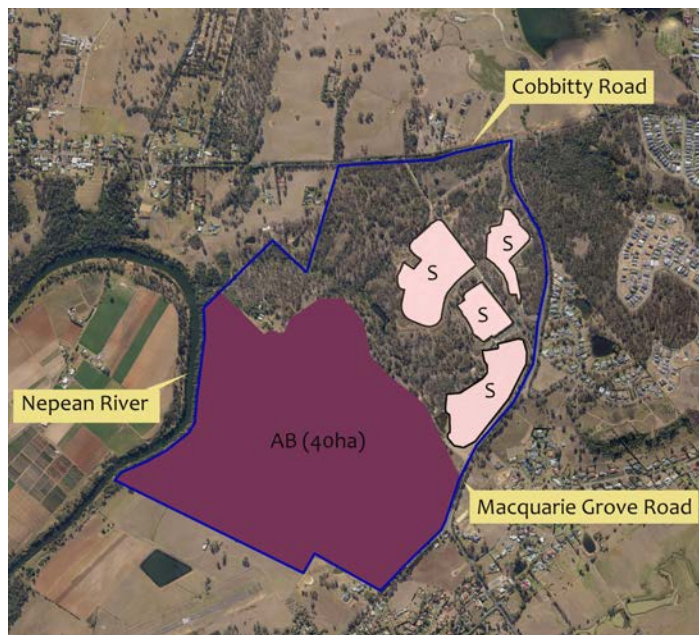 Cobbitty Road
S
S
S
S
Nepean River
AB (40ha)
Macquarie Grove Road